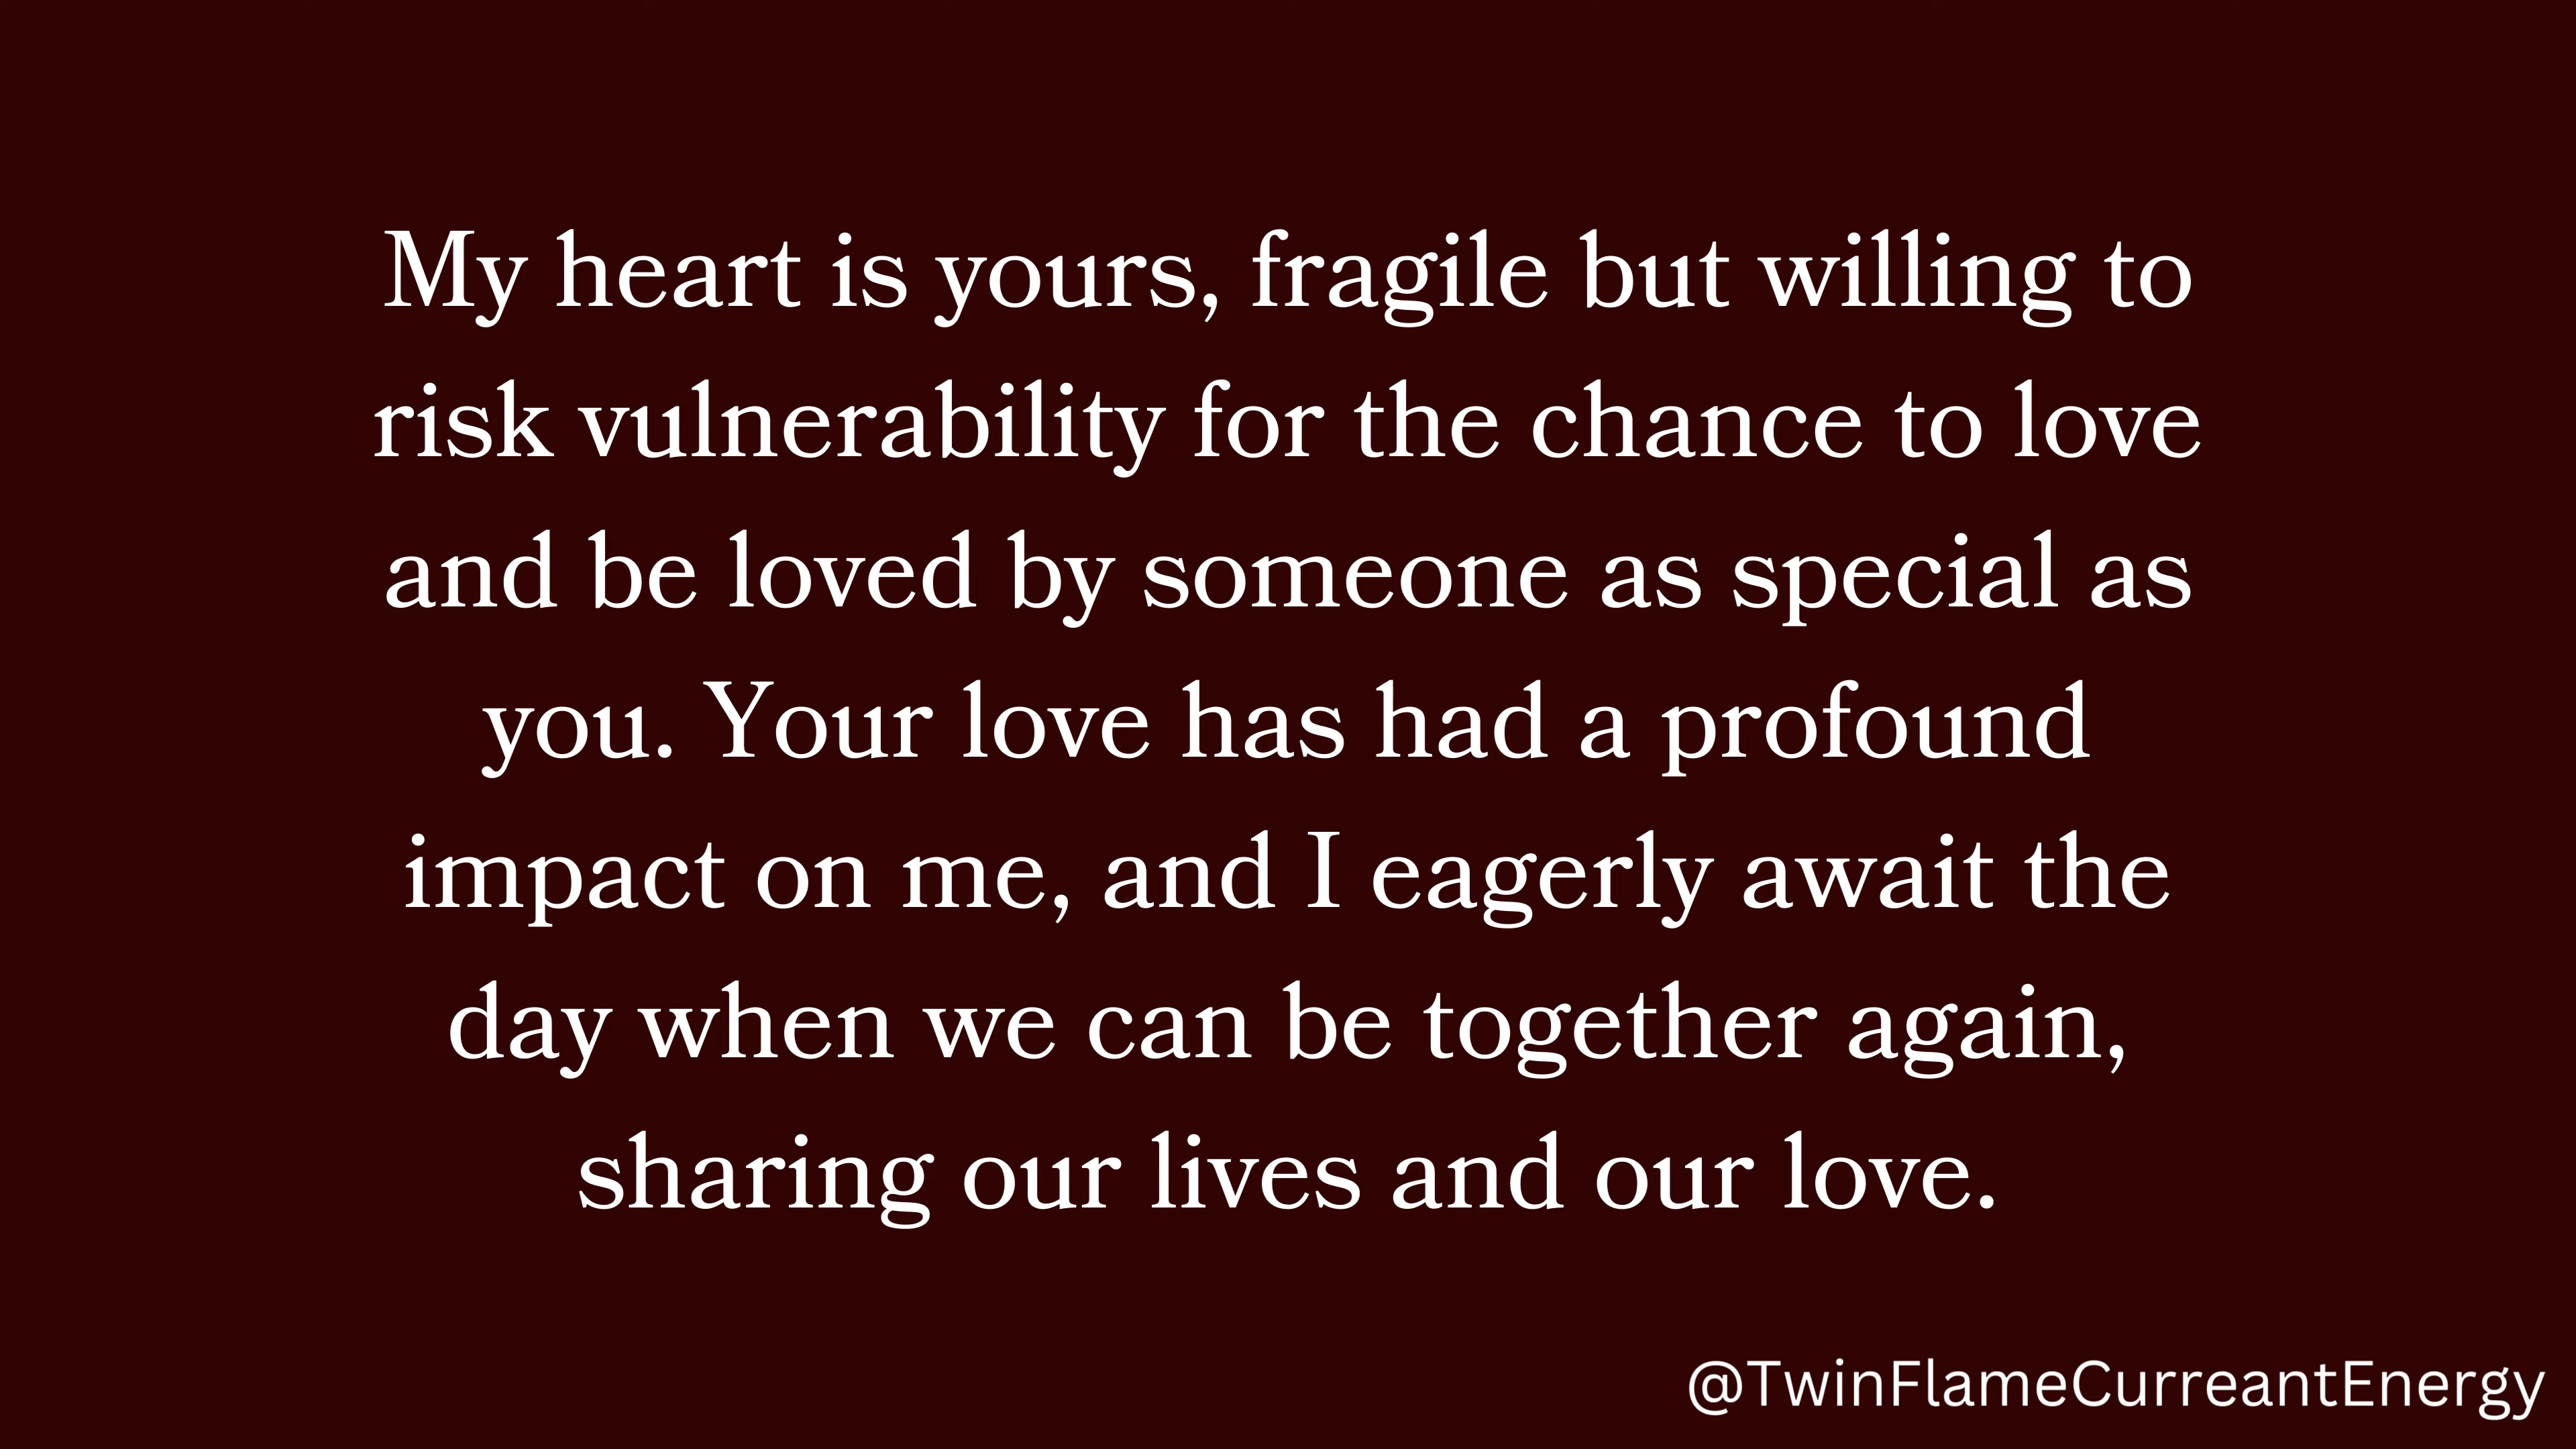 My heart is yours, fragile but willing to
risk vulnerability for the chance to love
and be loved by someone as special as
you. Your love has had a profound
impact on me, and I eagerly await the
day when we can be together again,
sharing our lives and our love.
@TwinFlameCurreantEnergy